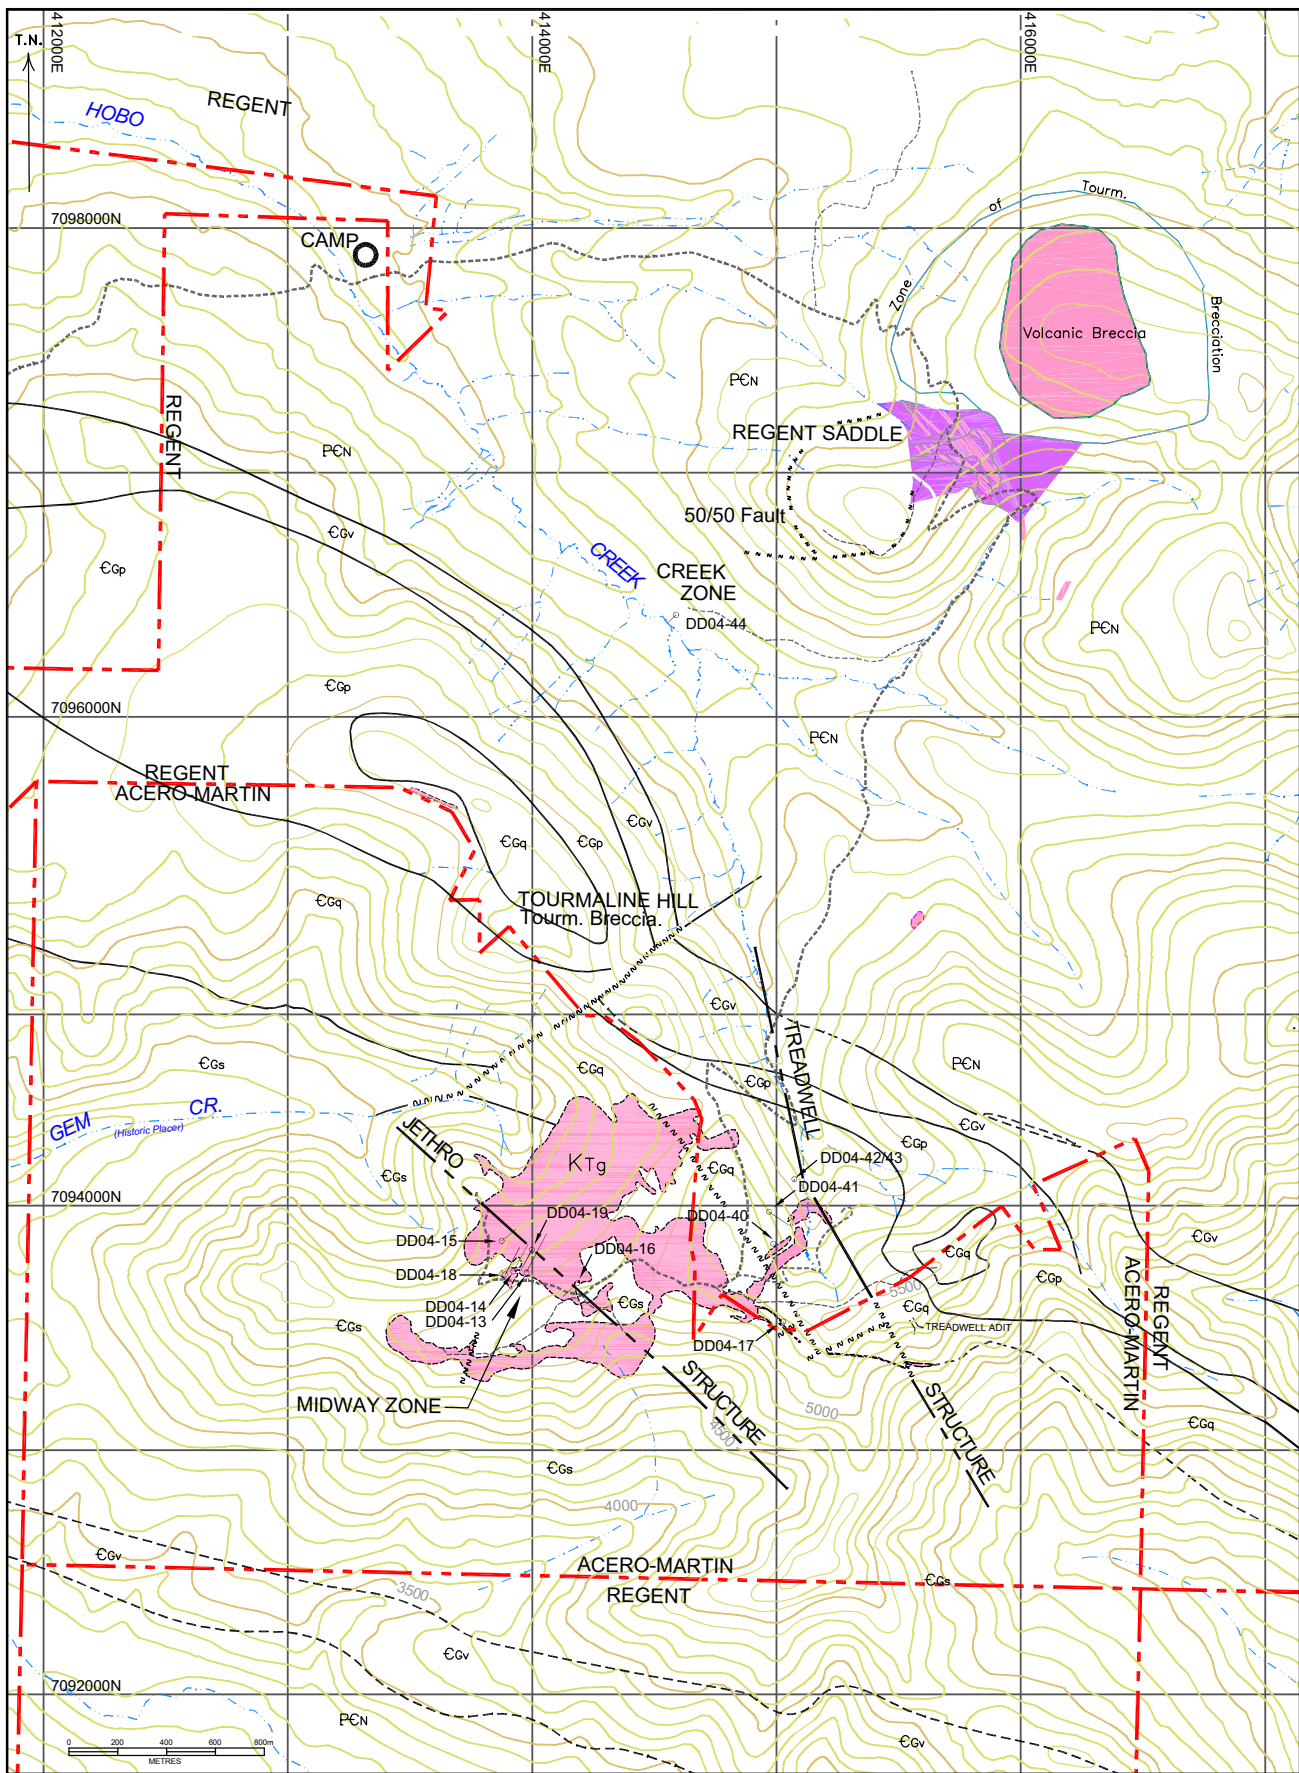 T.N.
412000E
414000E
416000E
HOBO
REGENT
Zone
of
Tourm.
Brecciation
7098000N
CAMP
Volcanic Breccia
REGENT
PЄN
PЄN
REGENT SADDLE
50/50 Fault
ЄGv
ЄGp
CREEK
CREEK
ZONE
DD04-44
PЄN
ЄGp
7096000N
PЄN
REGENT
ACERO-MARTIN
ЄGv
ЄGq
ЄGp
ЄGq
TOURMALINE HILL
Tourm. Breccia.
ЄGv
TREADWELL
ЄGs
ЄGq
ЄGp
PЄN
GEM
CR.
(Historic Placer)
JETHRO
ЄGv
ЄGp
KTg
ЄGq
DD04-42/43
ЄGs
DD04-41
7094000N
DD04-19
DD04-40
DD04-15
DD04-16
ЄGq
ЄGv
DD04-18
ЄGp
5500
DD04-14
DD04-13
ЄGs
ЄGq
ЄGs
TREADWELL ADIT
DD04-17
REGENT
ACERO-MARTIN
MIDWAY ZONE
STRUCTURE
STRUCTURE
5000
4500
ЄGq
ЄGs
4000
ЄGv
ACERO-MARTIN
REGENT
ЄGs
3500
ЄGv
7092000N
PЄN
ЄGv
0 200 400 600 800m
METRES